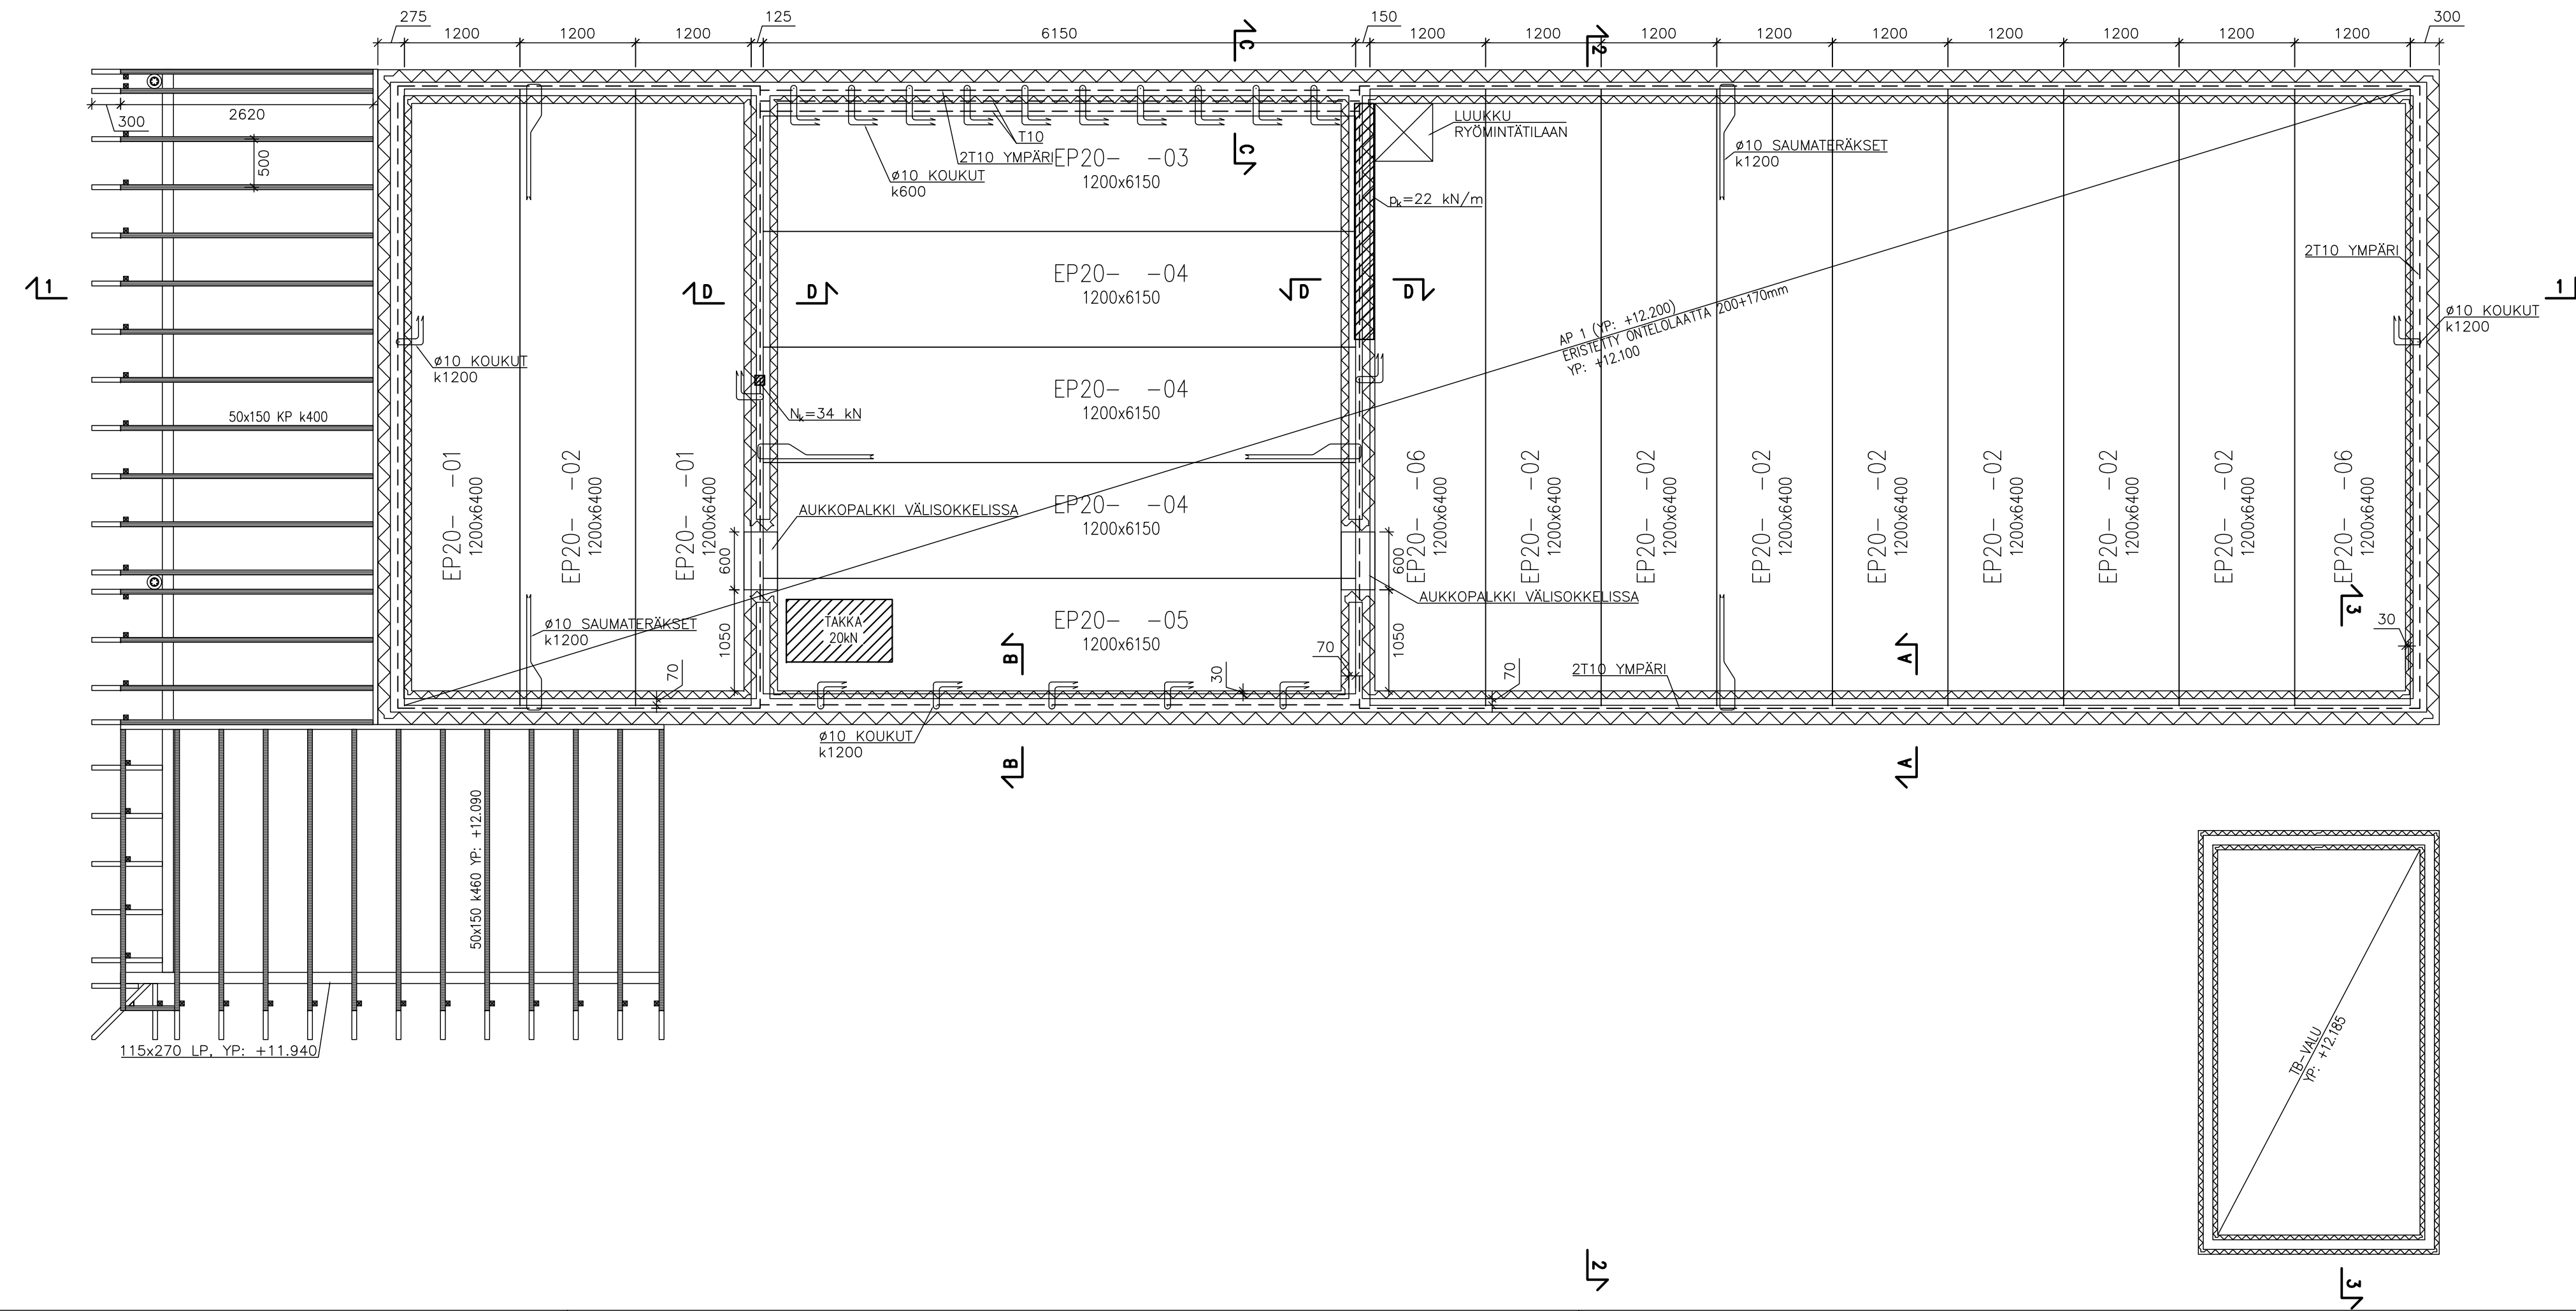 275
125
150
300
1200
1200
1200
6150
1200
1200
1200
1200
1200
1200
1200
1200
1200
C
2
300
2620
500
T10
2T10 YMPÄRI
ø10 KOUKUT
k600
EP20-  -03
1200x6150
C
LUUKKU
RYÖMINTÄTILAAN
pk=22 kN/m
ø10 SAUMATERÄKSET
k1200
2T10 YMPÄRI
1
D
D
EP20-  -04
1200x6150
D
D
1
ø10 KOUKUT
k1200
AP 1 (YP: +12.200)
ERISTETTY ONTELOLAATTA 200+170mm
YP: +12.100
ø10 KOUKUT
k1200
50x150 KP k400
Nk=34 kN
EP20-  -04
1200x6150
EP20-  -01
1200x6400
EP20-  -02
1200x6400
EP20-  -01
1200x6400
600
AUKKOPALKKI VÄLISOKKELISSA
EP20-  -04
1200x6150
600
EP20-  -06
1200x6400
EP20-  -02
1200x6400
EP20-  -02
1200x6400
EP20-  -02
1200x6400
EP20-  -02
1200x6400
EP20-  -02
1200x6400
EP20-  -02
1200x6400
EP20-  -02
1200x6400
EP20-  -06
1200x6400
AUKKOPALKKI VÄLISOKKELISSA
3
30
ø10 SAUMATERÄKSET
k1200
1050
70
TAKKA
20kN
EP20-  -05
1200x6150
B
30
70
1050
70
2T10 YMPÄRI
A
ø10 KOUKUT
k1200
B
A
50x150 k460 YP: +12.090
115x270 LP, YP: +11.940
TB-VALU
YP: +12.185
2
3